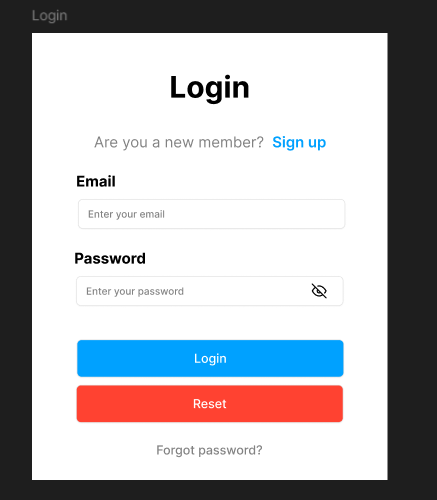 Login
Login
Are you a new member? Sign up
Email
Enter your email
Password
Enter your password
Login
Reset
Forgot password?